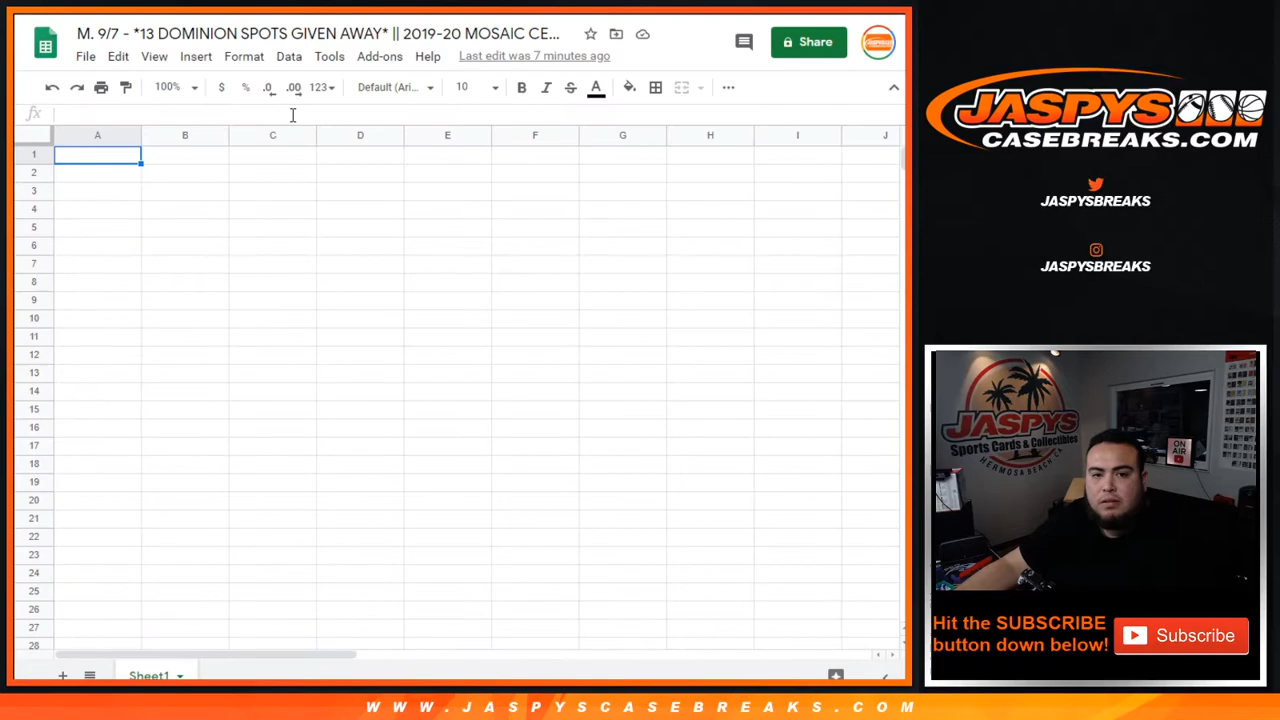 M. 9/7 - *13 DOMINION SPOTS GIVEN AWAY* || 2019-20 MOSAIC CE...
Share
File Edit View Insert Format Data Tools Add-ons Help Last edit was 7 minutes ago
100% $ % .0 .00 123 Default (Ari... 10 B I S A
fx
A B C D E F G H I J
1
2
3
4
5
6
7
8
9
10
11
12
13
14
15
16
17
18
19
20
21
22
23
24
25
26
27
28
Sheet1
JASPYS
CASEBREAKS.COM
JASPYSBREAKS
JASPYSBREAKS
JASPYS
Sports Cards & Collectibles
HERMOSA BEACH, CA
ON
AIR
Hit the SUBSCRIBE
button down below!
Subscribe
WWW.JASPYSCASEBREAKS.COM